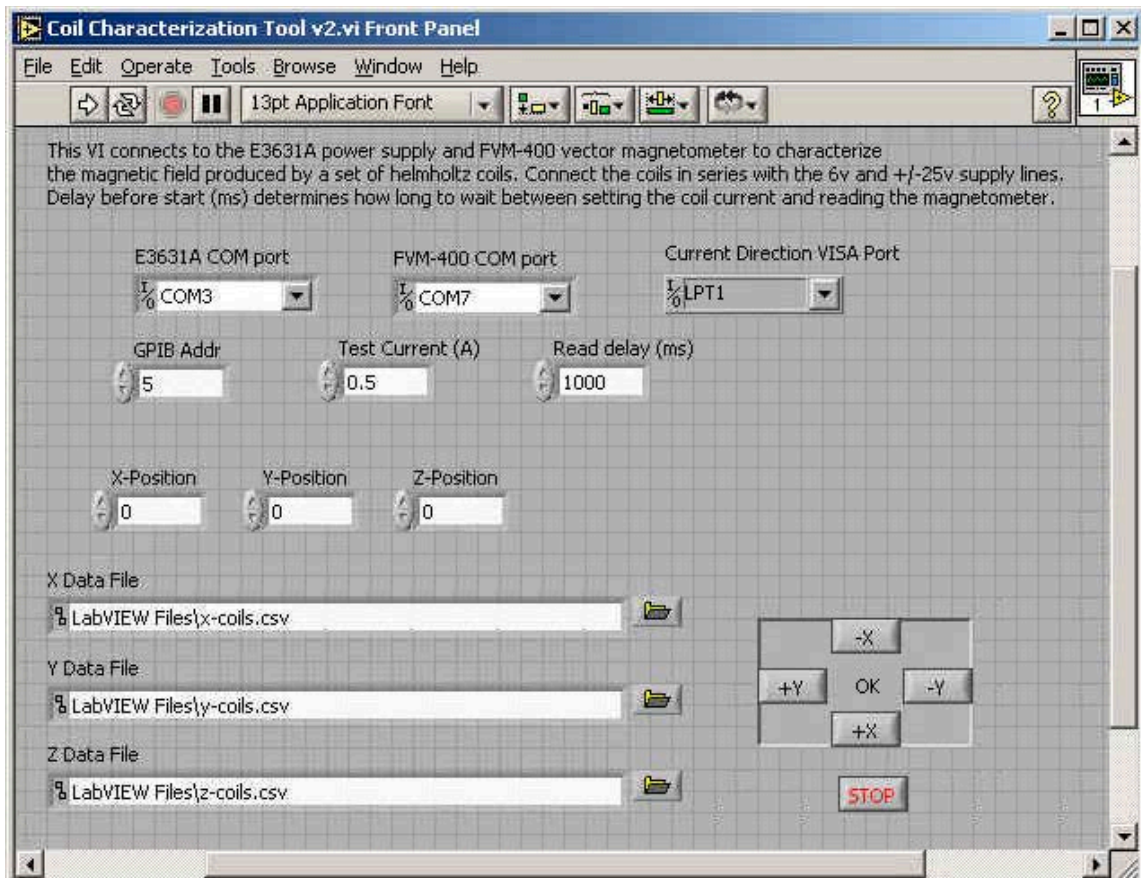 Coil Characterization Tool v2.vi Front Panel
File Edit Operate Tools Browse Window Help
13pt Application Font
1
This VI connects to the E3631A power supply and FVM-400 vector magnetometer to characterize
the magnetic field produced by a set of helmholtz coils. Connect the coils in series with the 6v and +/-25v supply lines.
Delay before start (ms) determines how long to wait between setting the coil current and reading the magnetometer.
E3631A COM port
FVM-400 COM port
Current Direction VISA Port
I/O COM3
I/O COM7
I/O LPT1
GPIB Addr
Test Current (A)
Read delay (ms)
5
0.5
1000
X-Position
Y-Position
Z-Position
0
0
0
X Data File
LabVIEW Files\x-coils.csv
Y Data File
LabVIEW Files\y-coils.csv
Z Data File
LabVIEW Files\z-coils.csv
-X
+Y OK -Y
+X
STOP